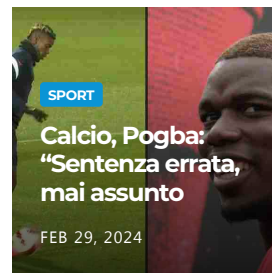 SPORT
Calcio, Pogba:
“Sentenza errata,
mai assunto
FEB 29, 2024